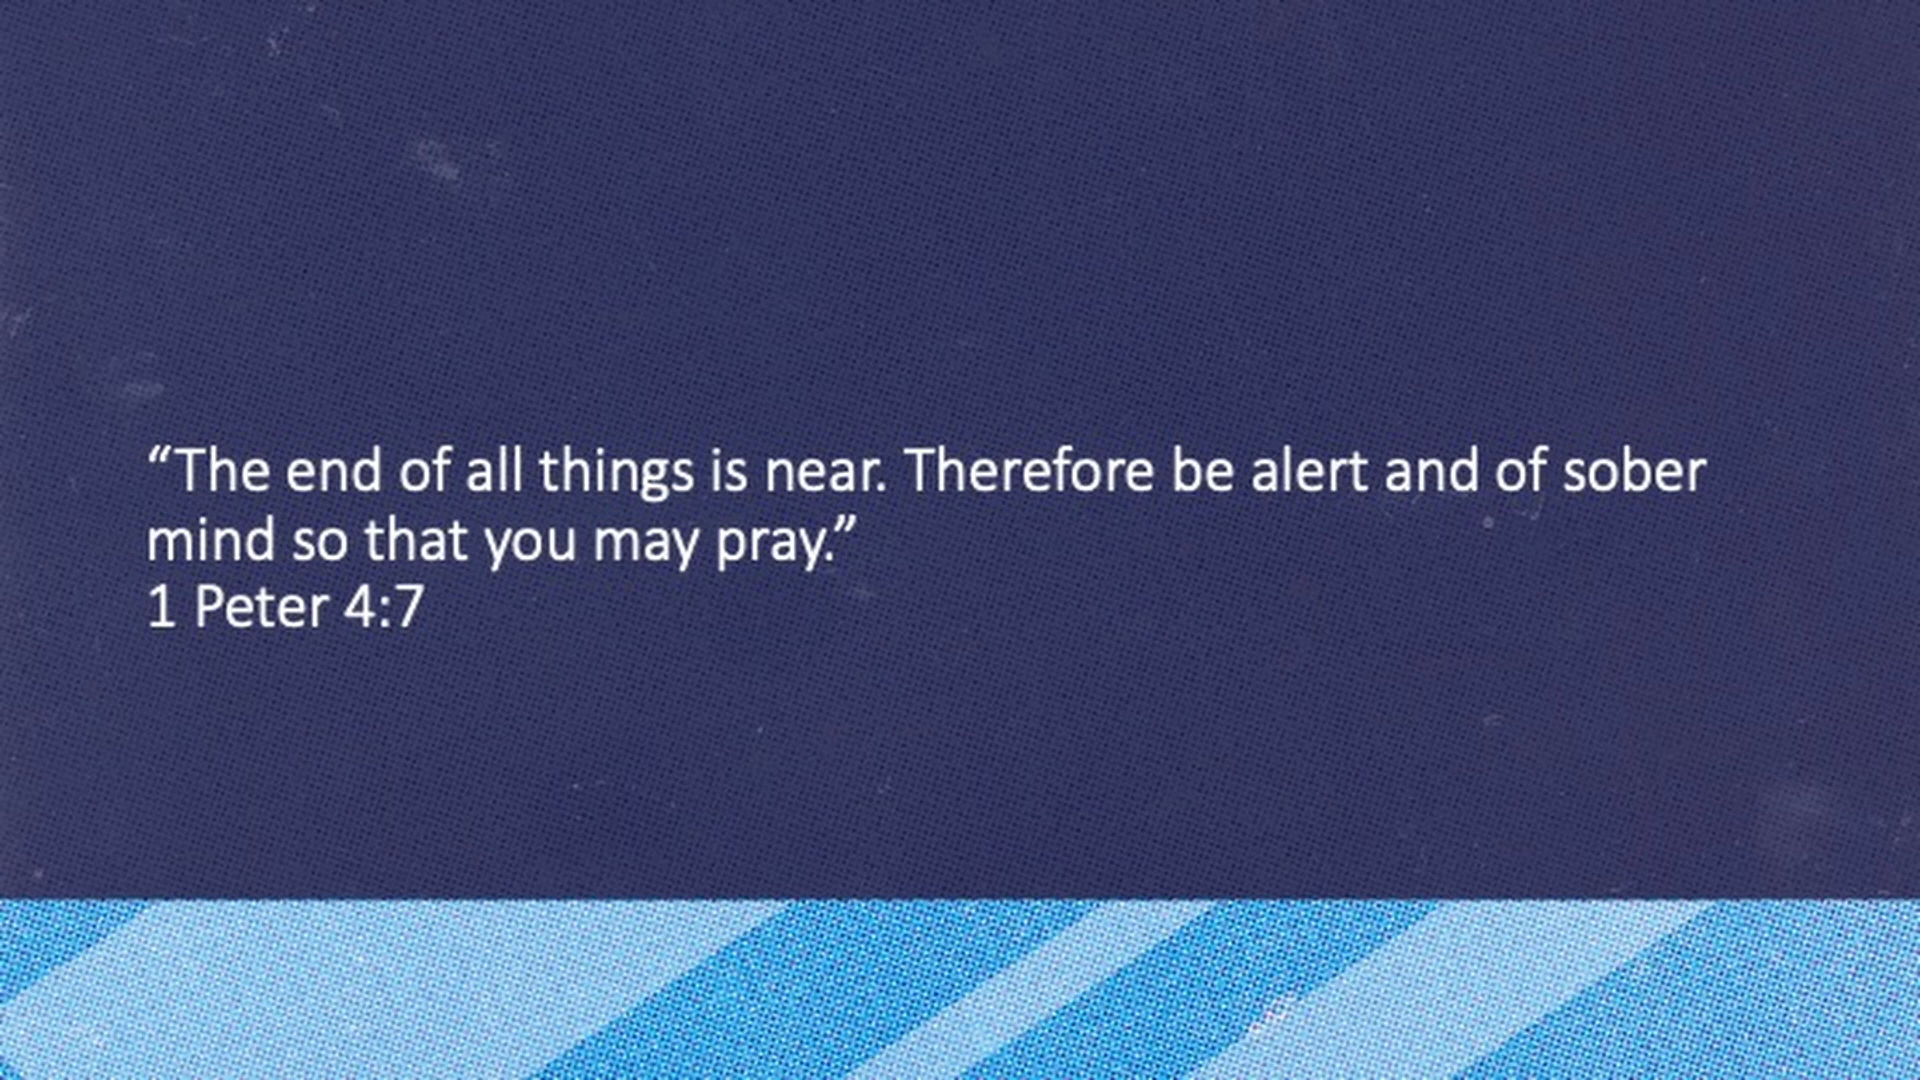 “The end of all things is near. Therefore be alert and of sober
mind so that you may pray.”
1 Peter 4:7